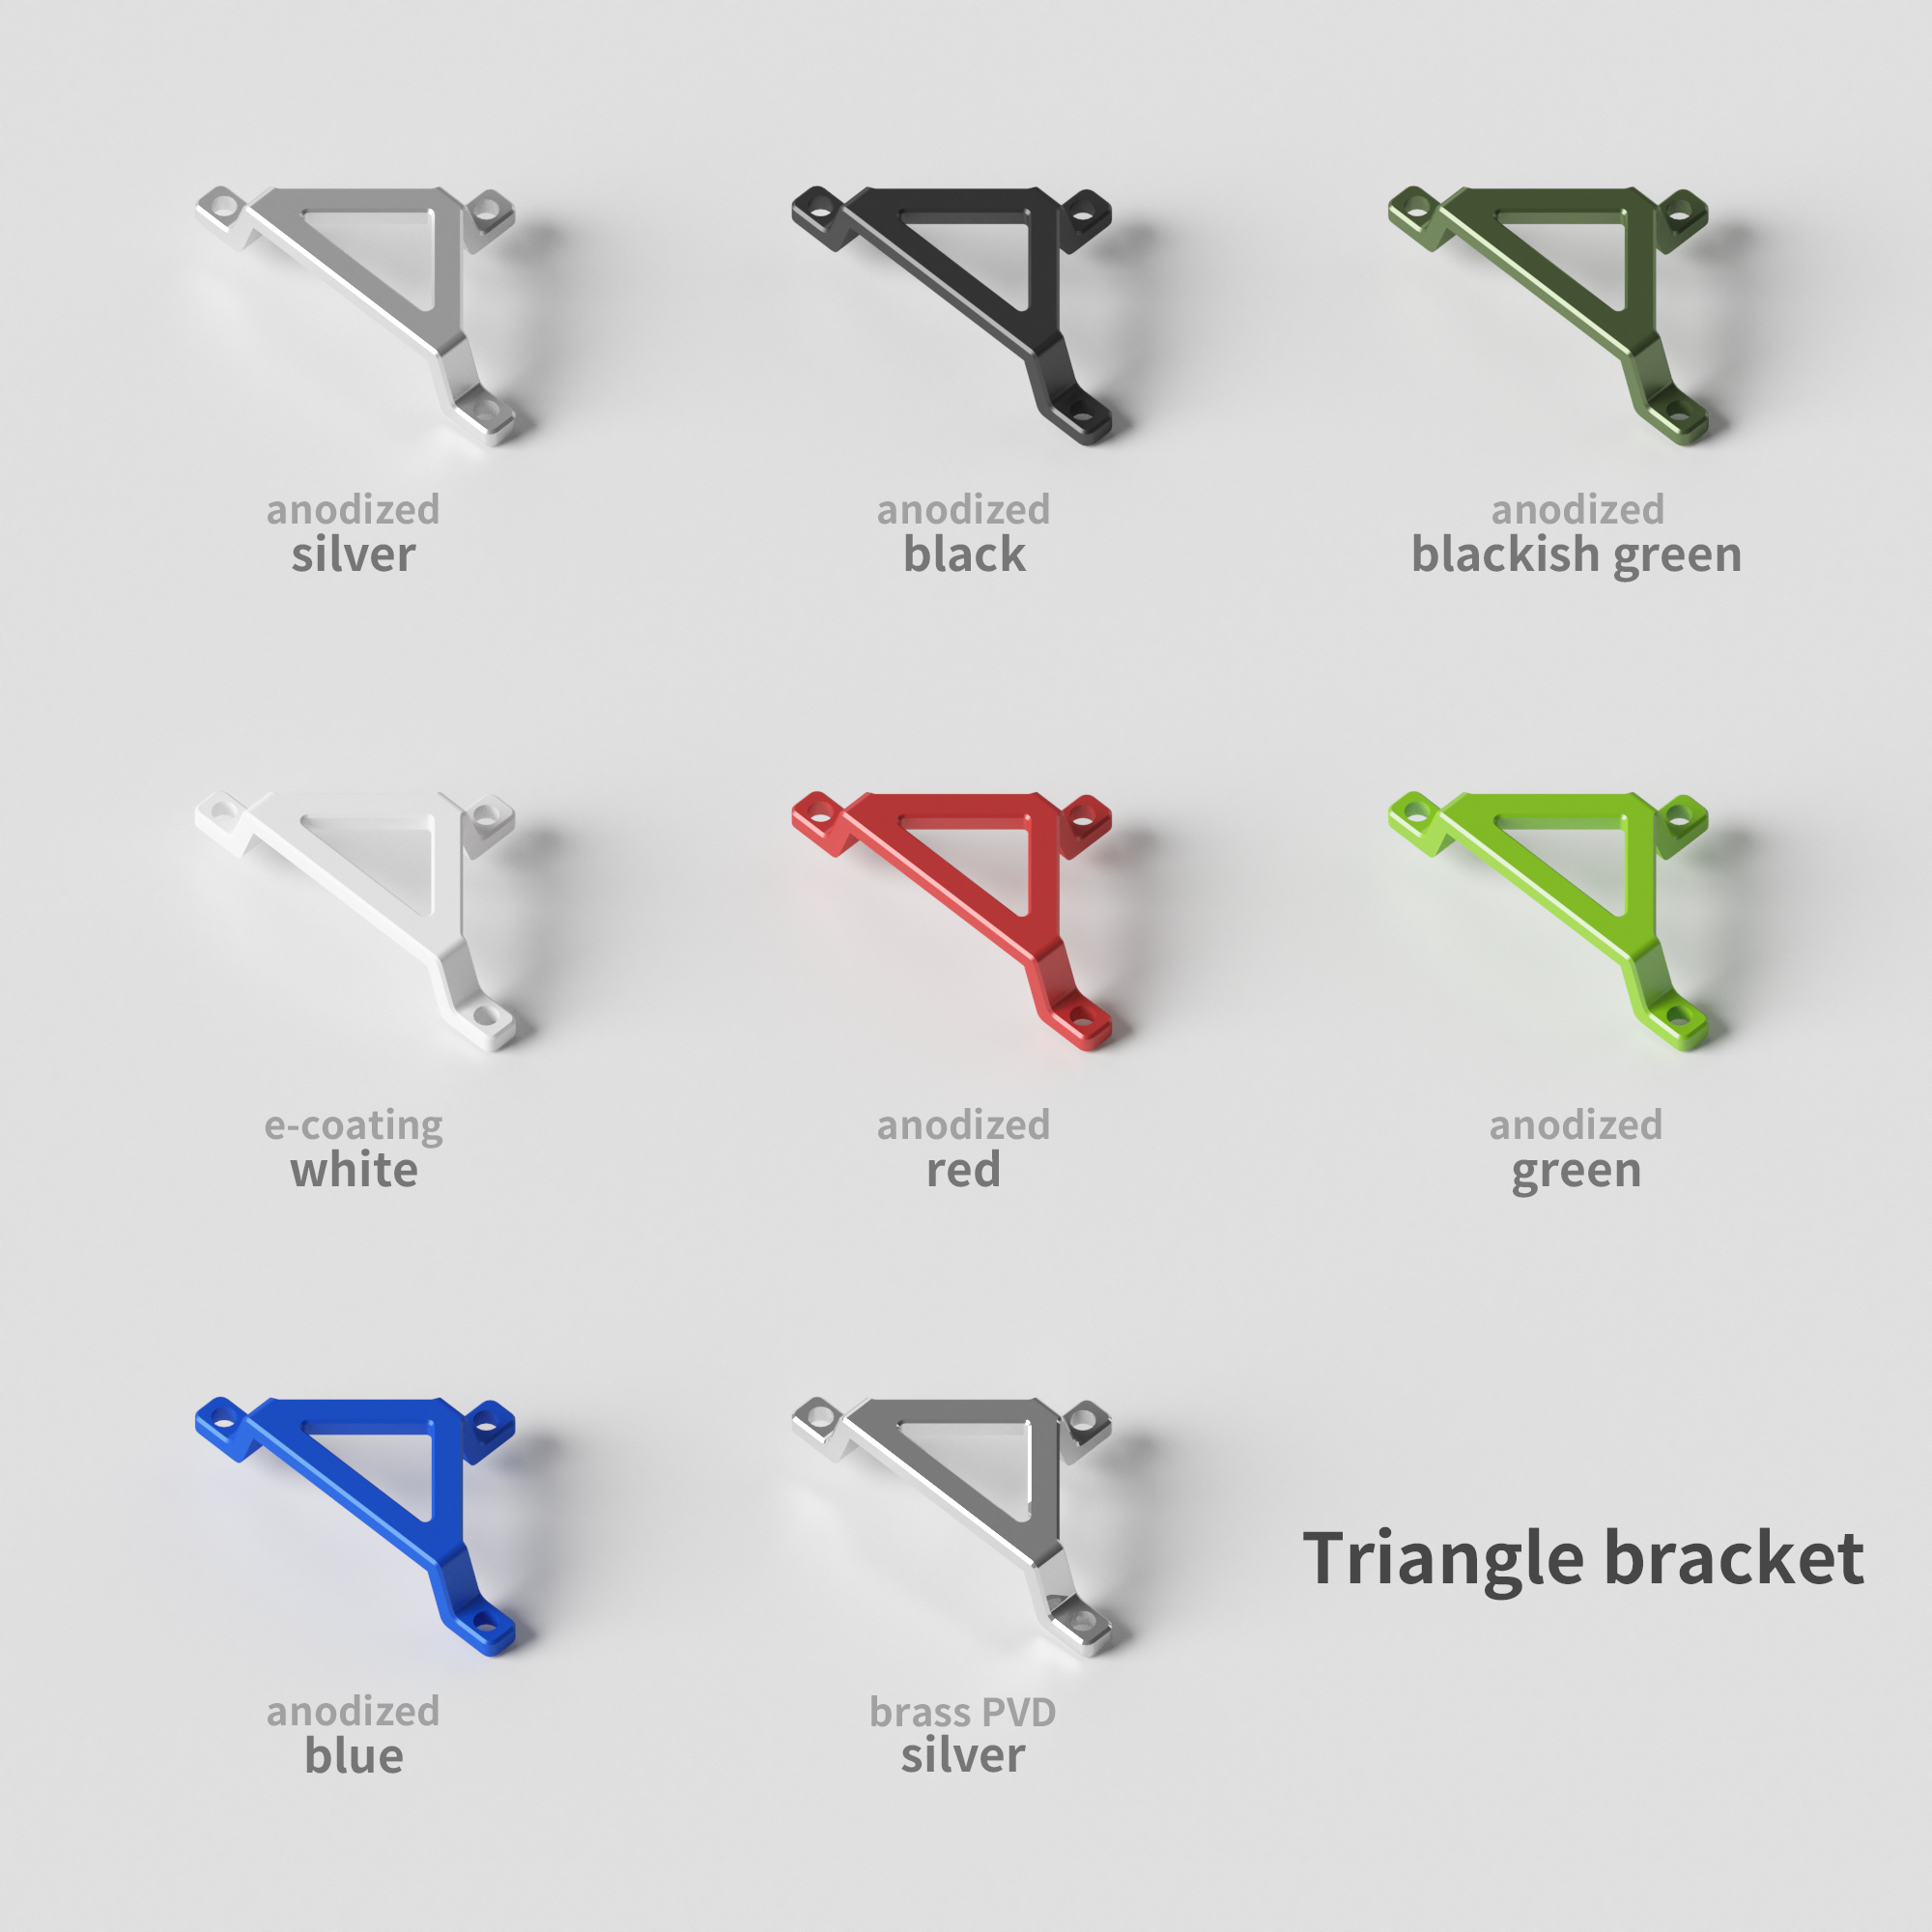 anodized
silver
anodized
black
anodized
blackish green
e-coating
white
anodized
red
anodized
green
anodized
blue
brass PVD
silver
Triangle bracket